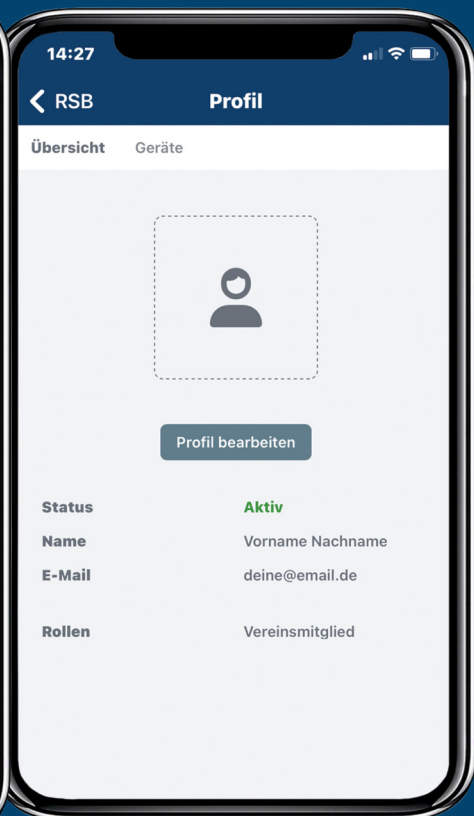 14:27
RSB
Profil
Übersicht Geräte
Profil bearbeiten
Status Aktiv
Name Vorname Nachname
E-Mail deine@email.de
Rollen Vereinsmitglied